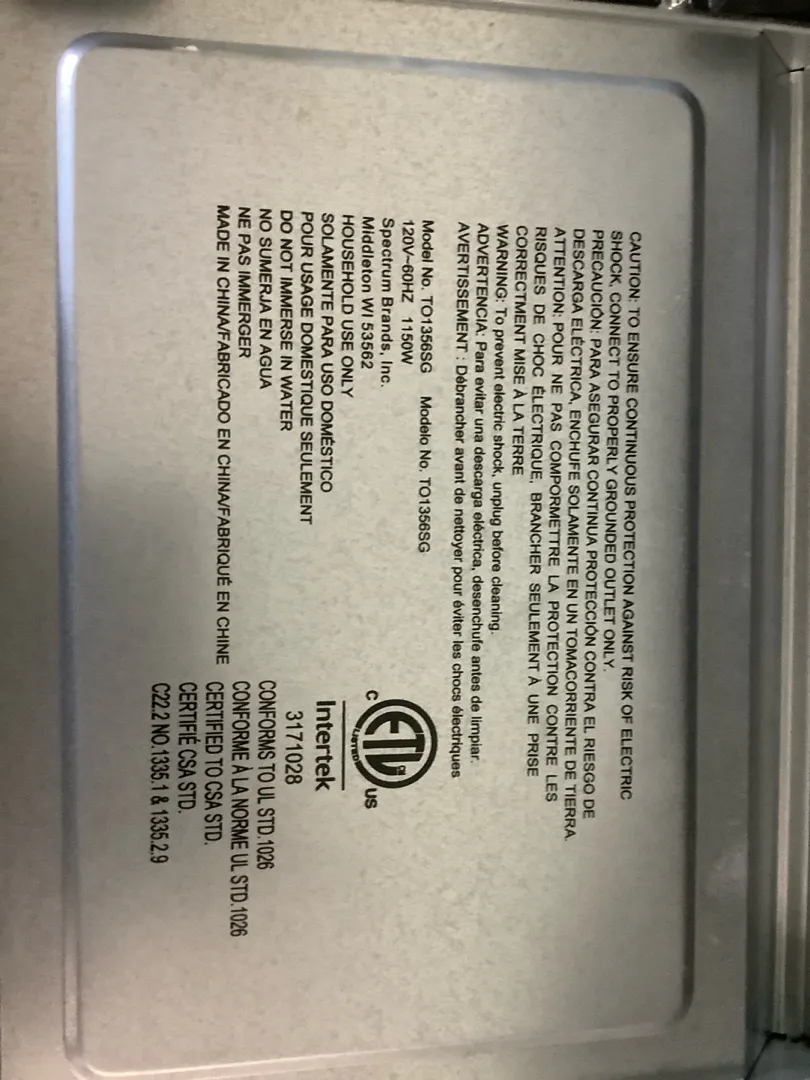 CAUTION: TO ENSURE CONTINUOUS PROTECTION AGAINST RISK OF ELECTRIC
SHOCK, CONNECT TO PROPERLY GROUNDED OUTLET ONLY.
PRECAUCIÓN: PARA ASEGURAR CONTINUA PROTECCIÓN CONTRA EL RIESGO DE
DESCARGA ELÉCTRICA, ENCHUFE SOLAMENTE EN UN TOMACORRIENTE DE TIERRA.
ATTENTION: POUR NE PAS COMPORMETTRE LA PROTECTION CONTRE LES
RISQUES DE CHOC ÉLECTRIQUE, BRANCHER SEULEMENT À UNE PRISE
CORRECTMENT MISE À LA TERRE
WARNING: To prevent electric shock, unplug before cleaning.
ADVERTENCIA: Para evitar una descarga eléctrica, desenchufe antes de limpiar.
AVERTISSEMENT : Débrancher avant de nettoyer pour éviter les chocs électriques
Model No. TO1356SG Modelo No. TO1356SG
120V~60HZ 1150W
Spectrum Brands, Inc.
Middleton WI 53562
HOUSEHOLD USE ONLY
SOLAMENTE PARA USO DOMÉSTICO
POUR USAGE DOMESTIQUE SEULEMENT
DO NOT IMMERSE IN WATER
NO SUMERJA EN AGUA
NE PAS IMMERGER
MADE IN CHINA/FABRICADO EN CHINA/FABRIQUÉ EN CHINE
ETL CM
LISTED
C US
Intertek
3171028
CONFORMS TO UL STD.1026
CONFORME À LA NORME UL STD.1026
CERTIFIED TO CSA STD.
CERTIFIÉ CSA STD.
C22.2 NO.1335.1 & 1335.2.9